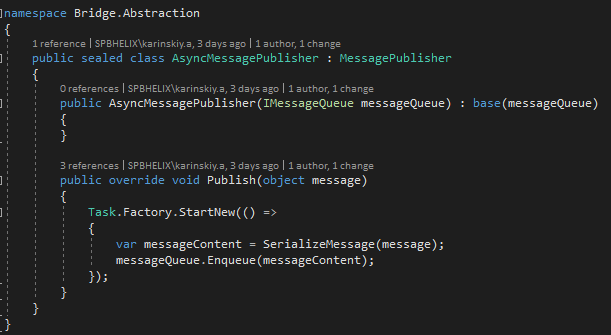 namespace Bridge.Abstraction
{
1 reference | SPBHELIX\karinskiy.a, 3 days ago | 1 author, 1 change
public sealed class AsyncMessagePublisher : MessagePublisher
{
0 references | SPBHELIX\karinskiy.a, 3 days ago | 1 author, 1 change
public AsyncMessagePublisher(IMessageQueue messageQueue) : base(messageQueue)
{
}
3 references | SPBHELIX\karinskiy.a, 3 days ago | 1 author, 1 change
public override void Publish(object message)
{
Task.Factory.StartNew(() =>
{
var messageContent = SerializeMessage(message);
messageQueue.Enqueue(messageContent);
});
}
}
}